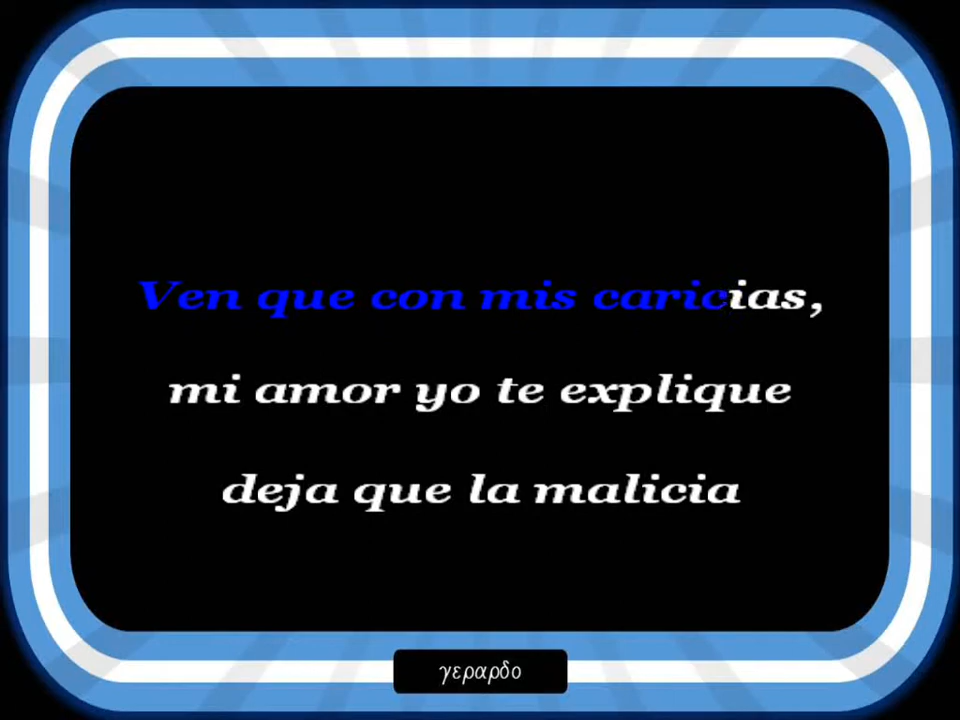 Ven que con mis caricias,
mi amor yo te explique
deja que la malicia
γεραρδο